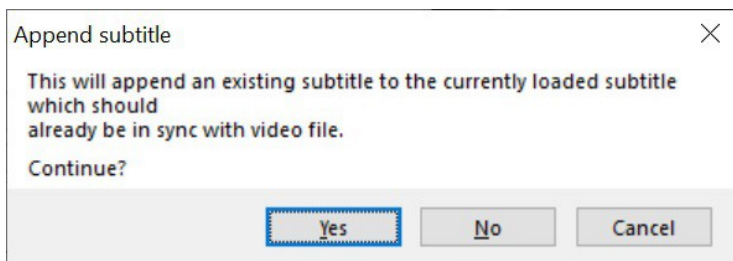 Append subtitle
This will append an existing subtitle to the currently loaded subtitle
which should
already be in sync with video file.
Continue?
Yes No Cancel